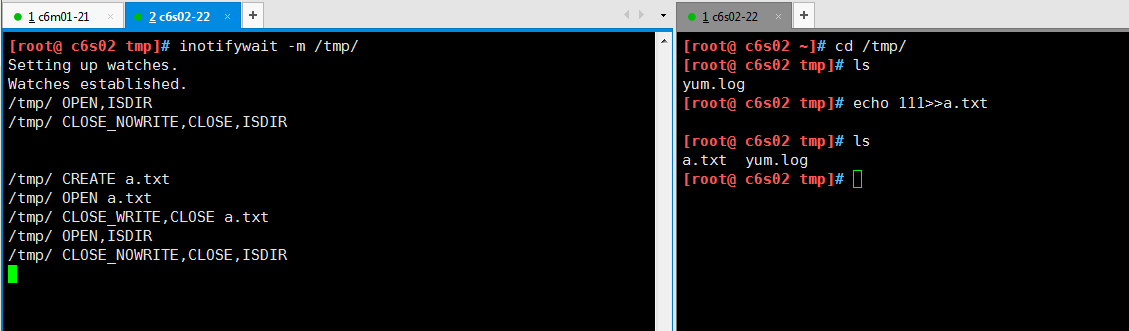 1 c6m01-21 × 2 c6s02-22 × +
[root@ c6s02 tmp]# inotifywait -m /tmp/
Setting up watches.
Watches established.
/tmp/ OPEN,ISDIR
/tmp/ CLOSE_NOWRITE,CLOSE,ISDIR
/tmp/ CREATE a.txt
/tmp/ OPEN a.txt
/tmp/ CLOSE_WRITE,CLOSE a.txt
/tmp/ OPEN,ISDIR
/tmp/ CLOSE_NOWRITE,CLOSE,ISDIR
1 c6s02-22 × +
[root@ c6s02 ~]# cd /tmp/
[root@ c6s02 tmp]# ls
yum.log
[root@ c6s02 tmp]# echo 111>>a.txt
[root@ c6s02 tmp]# ls
a.txt  yum.log
[root@ c6s02 tmp]#